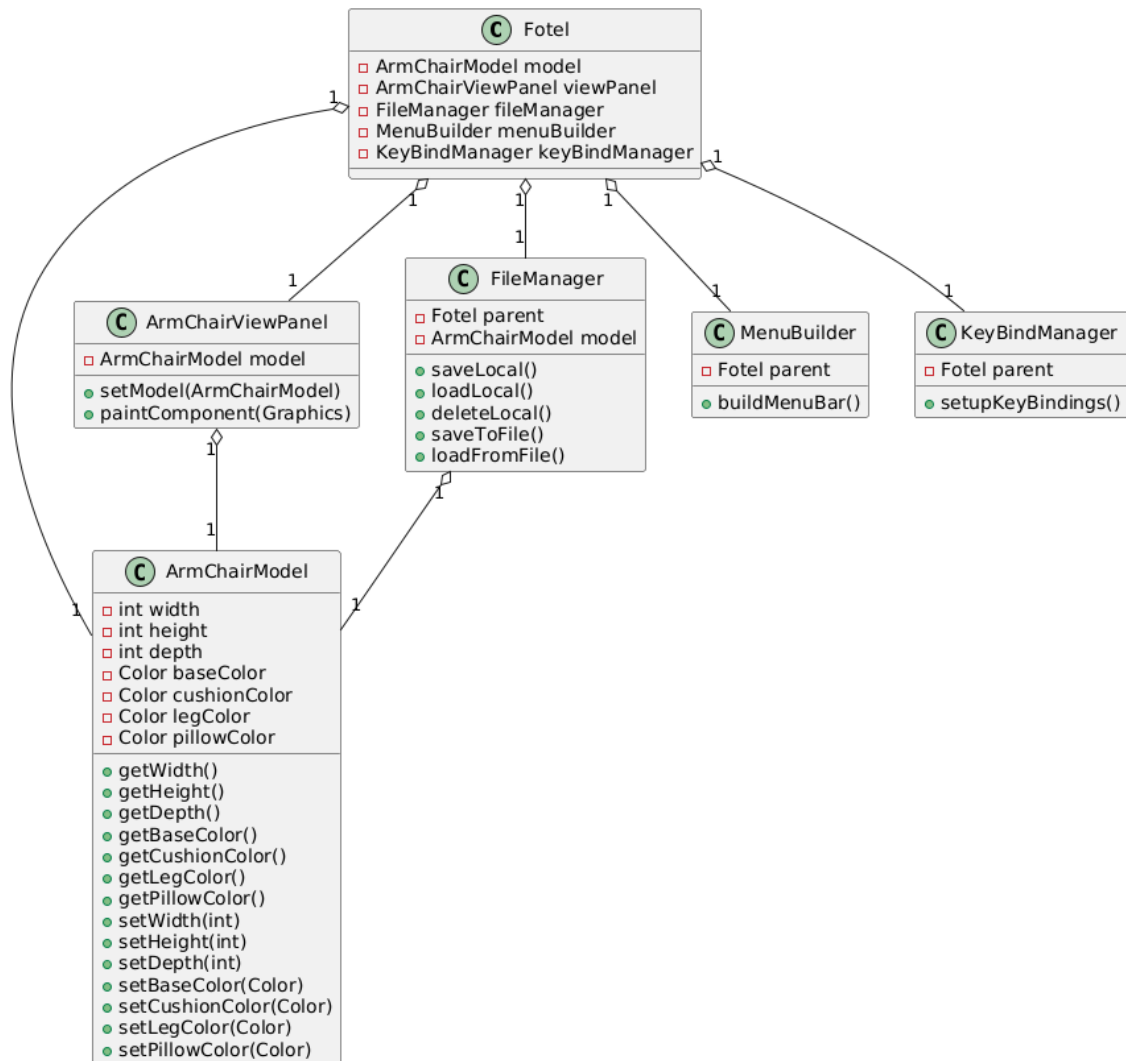 C Fotel
ArmChairModel model
ArmChairViewPanel viewPanel
FileManager fileManager
MenuBuilder menuBuilder
KeyBindManager keyBindManager
1
1
1
1
1
1
1
1
1
C FileManager
Fotel parent
ArmChairModel model
saveLocal()
loadLocal()
deleteLocal()
saveToFile()
loadFromFile()
C ArmChairViewPanel
ArmChairModel model
setModel(ArmChairModel)
paintComponent(Graphics)
C MenuBuilder
Fotel parent
buildMenuBar()
C KeyBindManager
Fotel parent
setupKeyBindings()
1
1
1
1
1
C ArmChairModel
int width
int height
int depth
Color baseColor
Color cushionColor
Color legColor
Color pillowColor
getWidth()
getHeight()
getDepth()
getBaseColor()
getCushionColor()
getLegColor()
getPillowColor()
setWidth(int)
setHeight(int)
setDepth(int)
setBaseColor(Color)
setCushionColor(Color)
setLegColor(Color)
setPillowColor(Color)